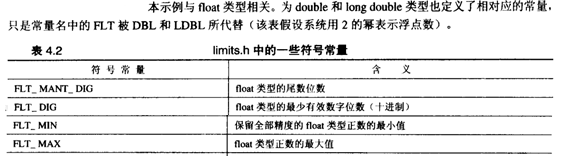 本示例与 float 类型相关。为 double 和 long double 类型也定义了相对应的常量，
只是常量名中的 FLT 被 DBL 和 LDBL 所代替（该表假设系统用 2 的幂表示浮点数）。
表 4.2 limits.h 中的一些符号常量
符 号 常 量 含 义
FLT_ MANT_ DIG float 类型的尾数位数
FLT_ DIG float 类型的最少有效数字位数（十进制）
FLT_ MIN 保留全部精度的 float 类型正数的最小值
FLT_ MAX float 类型正数的最大值